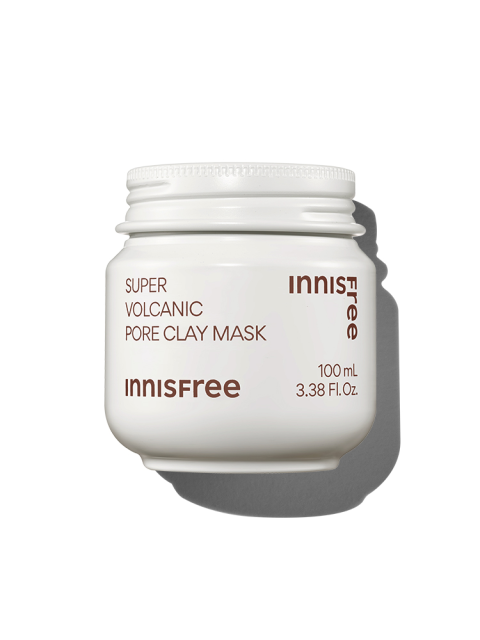 SUPER
VOLCANIC
PORE CLAY MASK
INNISFree
INNISFree
100 mL
3.38 Fl. Oz.